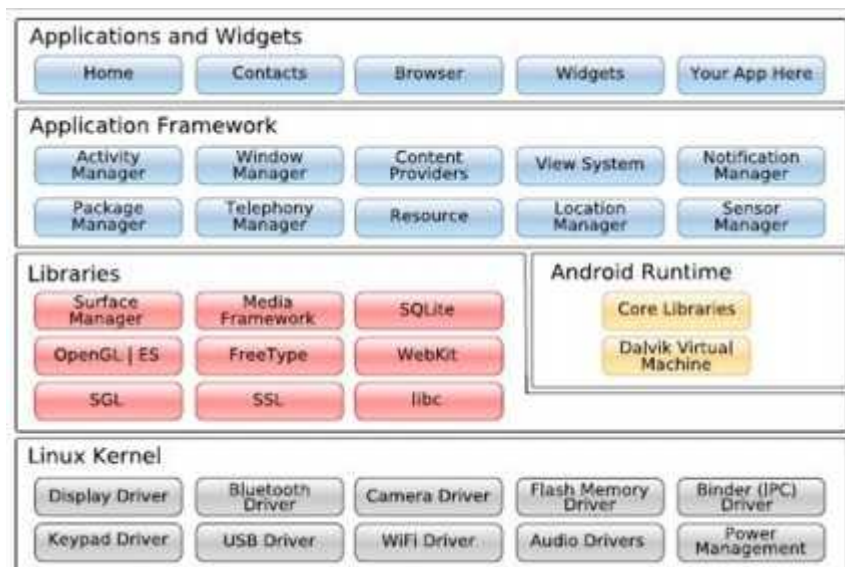 Applications and Widgets
Home Contacts Browser Widgets Your App Here
Application Framework
Activity Manager Window Manager Content Providers View System Notification Manager
Package Manager Telephony Manager Resource Location Manager Sensor Manager
Libraries
Surface Manager Media Framework SQLite
OpenGL | ES FreeType WebKit
SGL SSL libc
Android Runtime
Core Libraries
Dalvik Virtual Machine
Linux Kernel
Display Driver Bluetooth Driver Camera Driver Flash Memory Driver Binder (IPC) Driver
Keypad Driver USB Driver WiFi Driver Audio Drivers Power Management